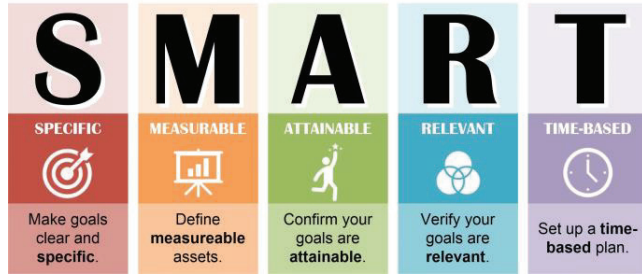 S M A R T
SPECIFIC MEASURABLE ATTAINABLE RELEVANT TIME-BASED
Make goals
clear and
specific.
Define
measureable
assets.
Confirm your
goals are
attainable.
Verify your
goals are
relevant.
Set up a time-
based plan.